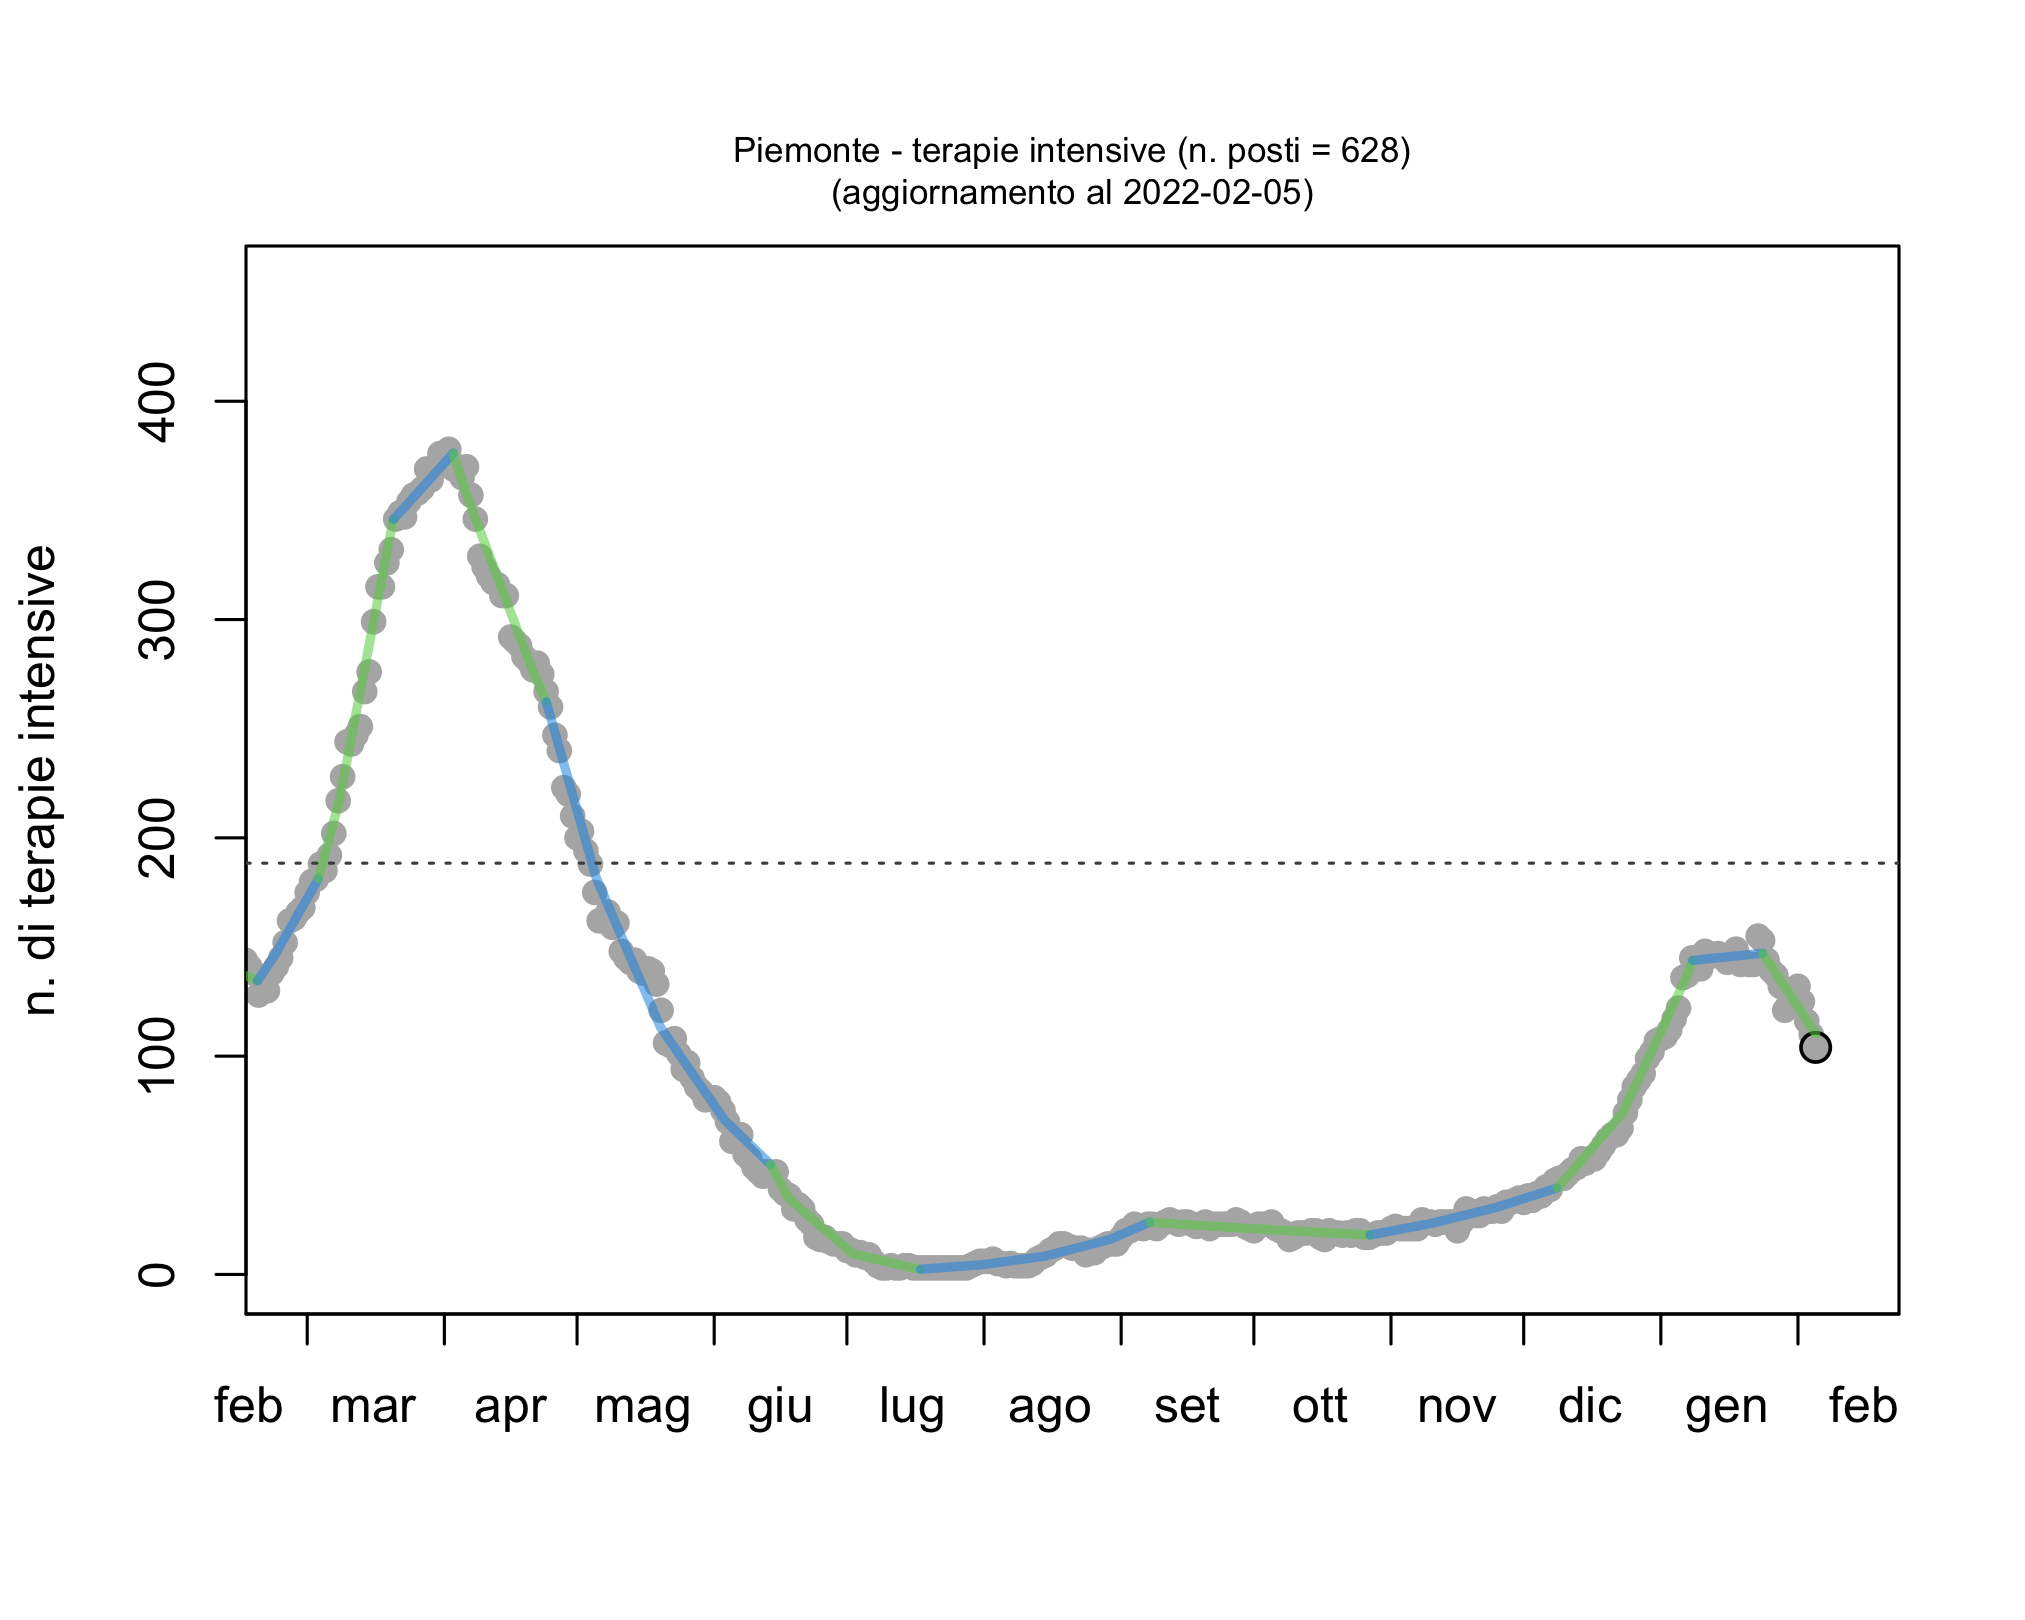 Piemonte - terapie intensive (n. posti = 628)
(aggiornamento al 2022-02-05)
n. di terapie intensive
400
300
200
100
0
feb mar apr mag giu lug ago set ott nov dic gen feb